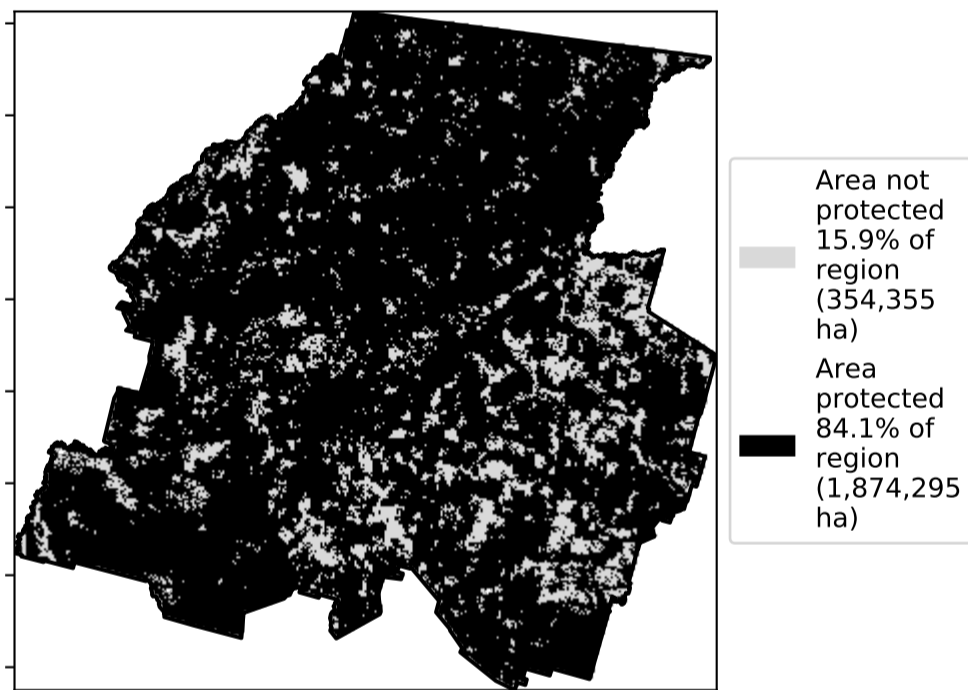 Area not
protected
15.9% of
region
(354,355
ha)
Area
protected
84.1% of
region
(1,874,295
ha)